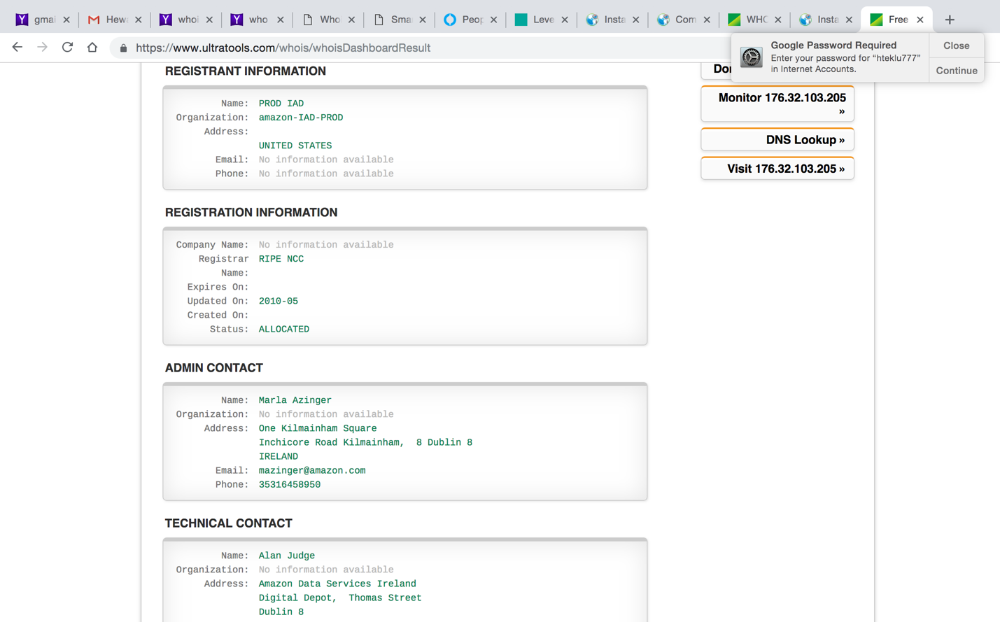 gmai
Hewa
whoi
who
Who
Sma
Peop
Leve
Insta
Com
WHO
Insta
Free
https://www.ultratools.com/whois/whoisDashboardResult
Google Password Required
Enter your password for “hteklu777”
in Internet Accounts.
Close
Continue
REGISTRANT INFORMATION
Name: PROD IAD
Organization: amazon-IAD-PROD
Address:
UNITED STATES
Email: No information available
Phone: No information available
Monitor 176.32.103.205
»
DNS Lookup »
Visit 176.32.103.205 »
REGISTRATION INFORMATION
Company Name: No information available
Registrar RIPE NCC
Name:
Expires On:
Updated On: 2010-05
Created On:
Status: ALLOCATED
ADMIN CONTACT
Name: Marla Azinger
Organization: No information available
Address: One Kilmainham Square
Inchicore Road Kilmainham, 8 Dublin 8
IRELAND
Email: mazinger@amazon.com
Phone: 35316458950
TECHNICAL CONTACT
Name: Alan Judge
Organization: No information available
Address: Amazon Data Services Ireland
Digital Depot, Thomas Street
Dublin 8